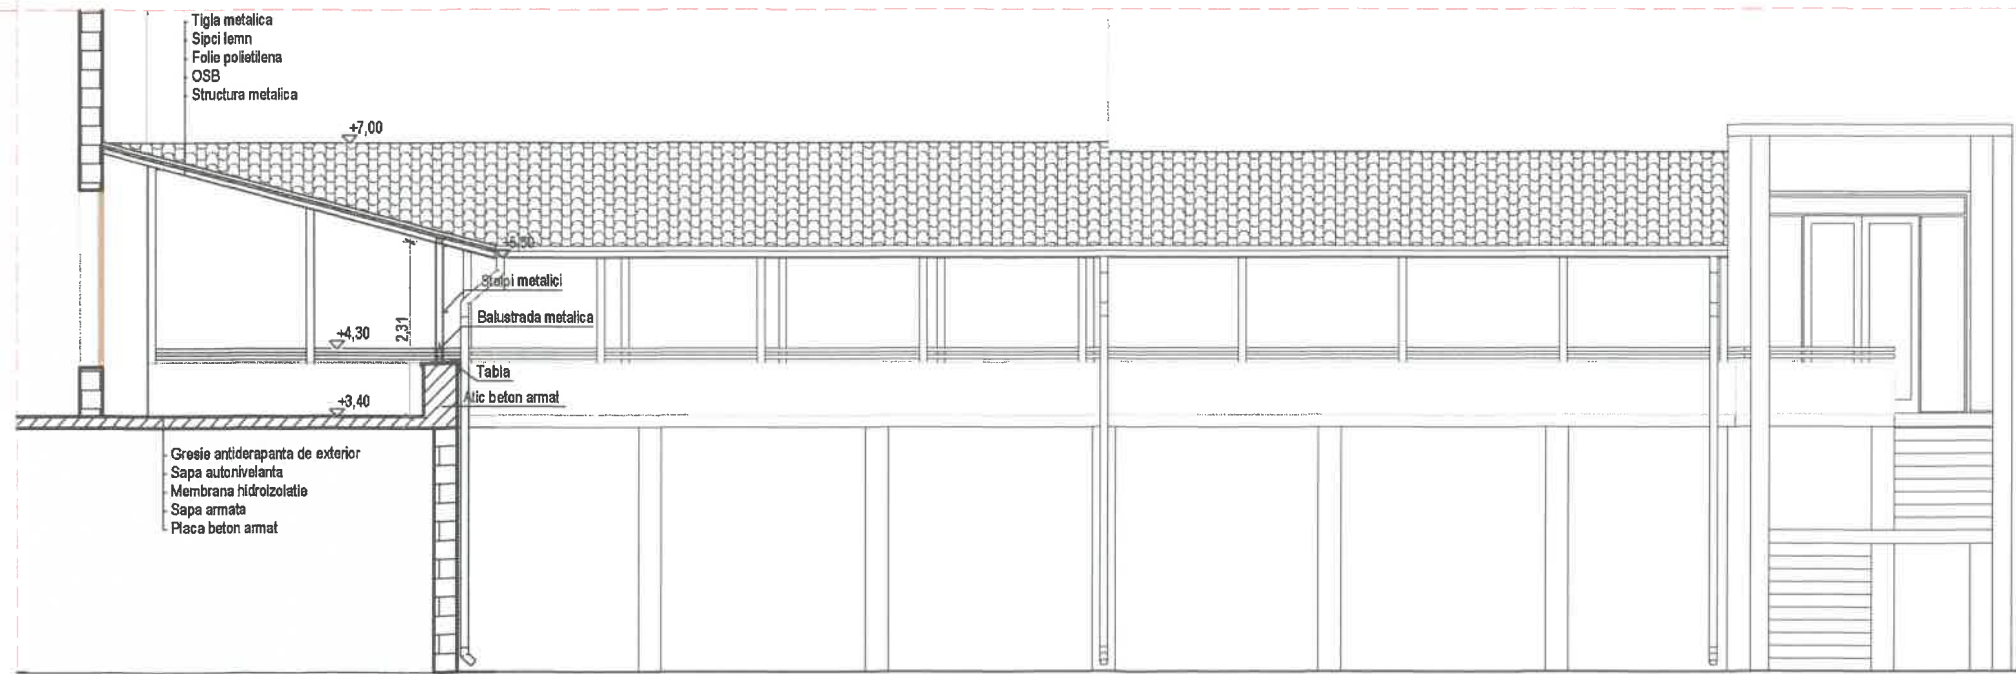 Tigla metalica
Sipci lemn
Folie polietilena
OSB
Structura metalica
+7,00
+5,50
Stalpi metalici
Balustrada metalica
+4,30
2,31
Tabla
Atic beton armat
+3,40
Gresie antiderapanta de exterior
Sapa autonivelanta
Membrana hidroizolatie
Sapa armata
Placa beton armat